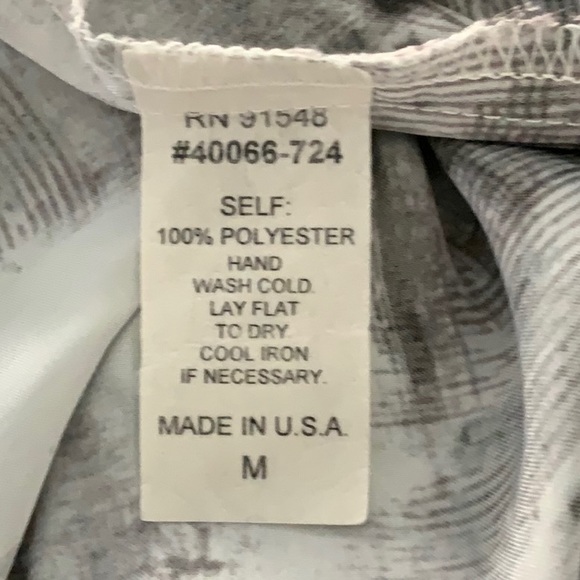 RN 91548
#40066-724
SELF:
100% POLYESTER
HAND
WASH COLD.
LAY FLAT
TO DRY.
COOL IRON
IF NECESSARY.
MADE IN U.S.A.
M